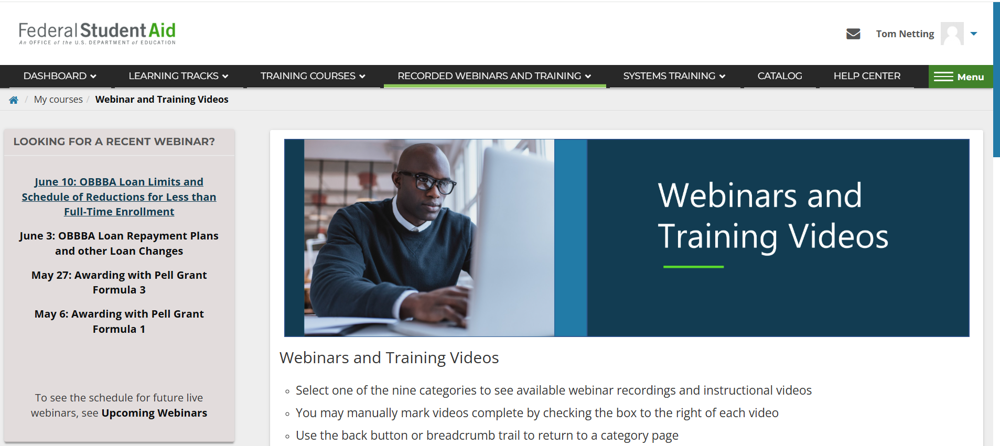 Federal Student Aid
An OFFICE of the U.S. DEPARTMENT of EDUCATION
Tom Netting
DASHBOARD
LEARNING TRACKS
TRAINING COURSES
RECORDED WEBINARS AND TRAINING
SYSTEMS TRAINING
CATALOG
HELP CENTER
Menu
/ My courses / Webinar and Training Videos
LOOKING FOR A RECENT WEBINAR?
June 10: OBBBA Loan Limits and
Schedule of Reductions for Less than
Full-Time Enrollment
June 3: OBBBA Loan Repayment Plans
and other Loan Changes
May 27: Awarding with Pell Grant
Formula 3
May 6: Awarding with Pell Grant
Formula 1
To see the schedule for future live
webinars, see Upcoming Webinars
Webinars and
Training Videos
Webinars and Training Videos
Select one of the nine categories to see available webinar recordings and instructional videos
You may manually mark videos complete by checking the box to the right of each video
Use the back button or breadcrumb trail to return to a category page